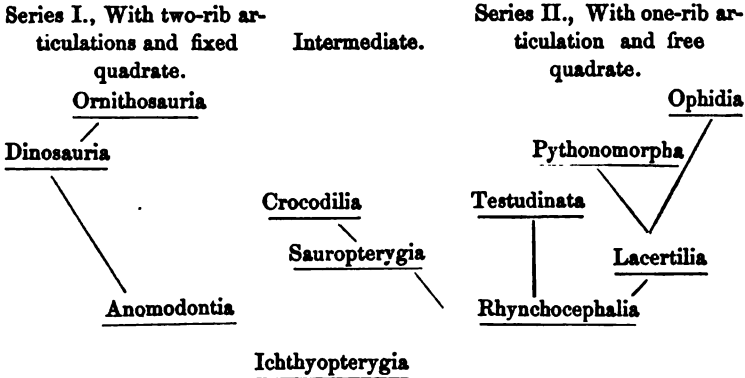 Series I., With two-rib ar-
ticulations and fixed
quadrate.
Intermediate.
Series II., With one-rib ar-
ticulation and free
quadrate.
Ornithosauria
Ophidia
Dinosauria
Pythonomorpha
Crocodilia
Testudinata
Sauropterygia
Lacertilia
Anomodontia
Rhynchocephalia
Ichthyopterygia